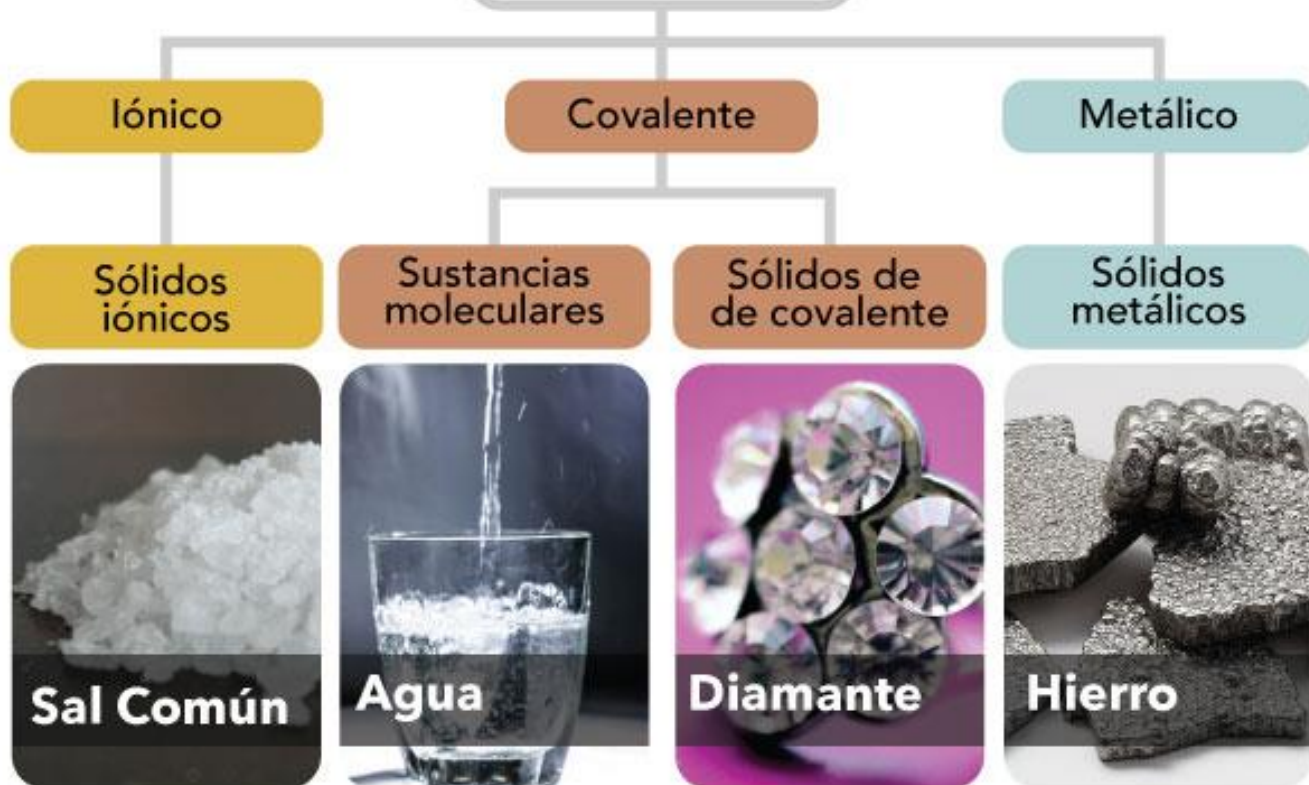 Iónico
Covalente
Metálico
Sólidos
iónicos
Sustancias
moleculares
Sólidos de
de covalente
Sólidos
metálicos
Sal Común
Agua
Diamante
Hierro